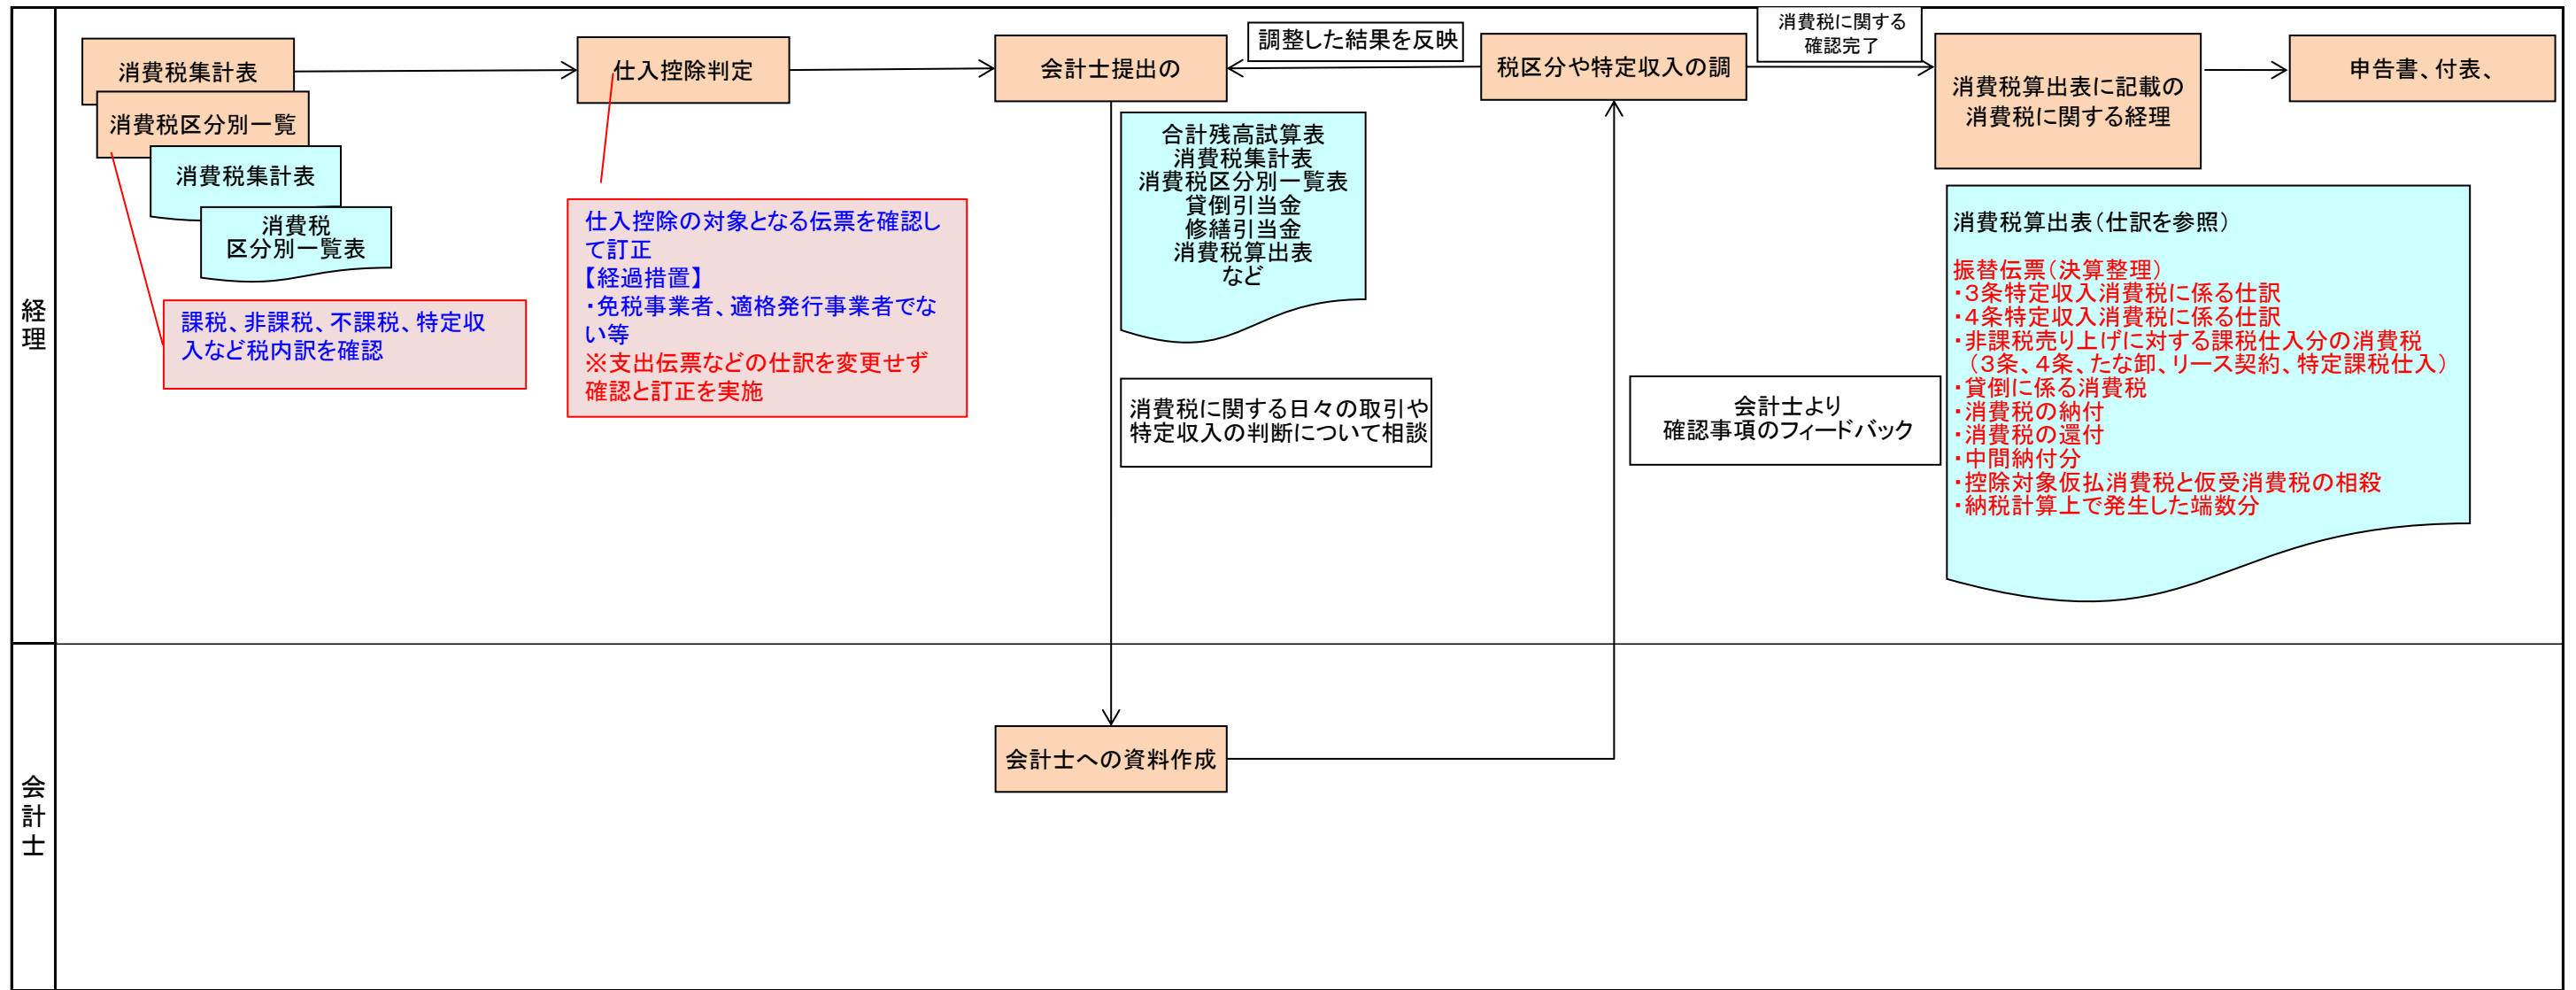 経理
消費税集計表
消費税区分別一覧
消費税集計表
消費税
区分別一覧表
課税、非課税、不課税、特定収
入など税内訳を確認
仕入控除判定
仕入控除の対象となる伝票を確認し
て訂正
【経過措置】
・免税事業者、適格発行事業者でな
い等
※支出伝票などの仕訳を変更せず
確認と訂正を実施
会計士提出の
合計残高試算表
消費税集計表
消費税区分別一覧表
貸倒引当金
修繕引当金
消費税算出表
など
消費税に関する日々の取引や
特定収入の判断について相談
調整した結果を反映
税区分や特定収入の調
会計士より
確認事項のフィードバック
消費税に関する
確認完了
消費税算出表に記載の
消費税に関する経理
消費税算出表（仕訳を参照）
振替伝票（決算整理）
・３条特定収入消費税に係る仕訳
・４条特定収入消費税に係る仕訳
・非課税売り上げに対する課税仕入分の消費税
（３条、４条、たな卸、リース契約、特定課税仕入）
・貸倒に係る消費税
・消費税の納付
・消費税の還付
・中間納付分
・控除対象仮払消費税と仮受消費税の相殺
・納税計算上で発生した端数分
申告書、付表、
会計士
会計士への資料作成